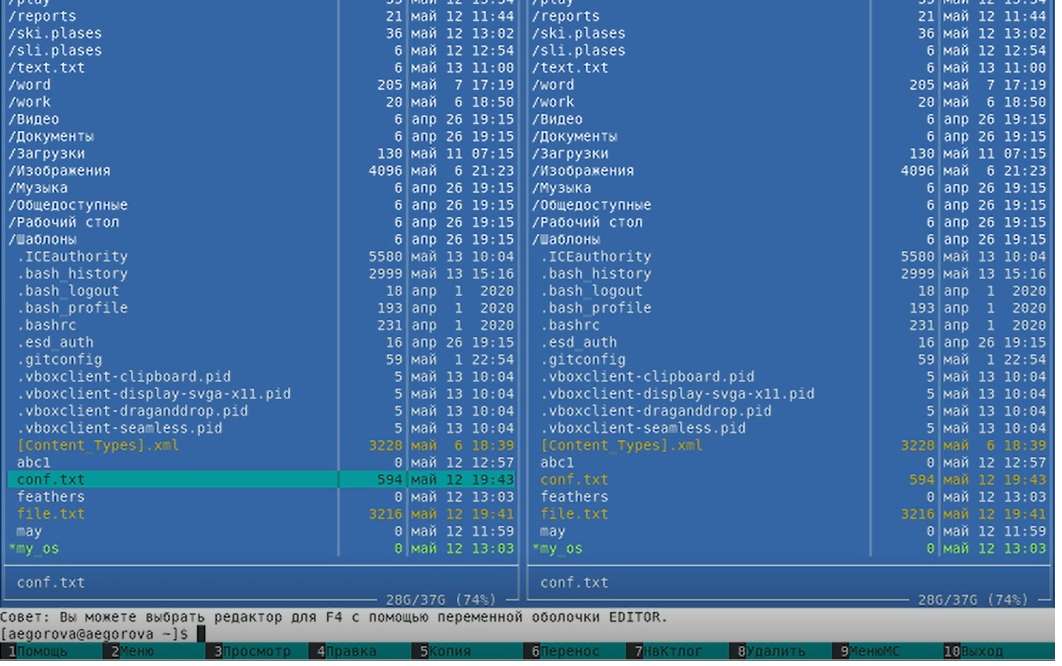 /play 55 май 12 13:54 /play 55 май 12 13:54
/reports 21 май 12 11:44 /reports 21 май 12 11:44
/ski.plases 36 май 12 13:02 /ski.plases 36 май 12 13:02
/sli.plases 6 май 12 12:54 /sli.plases 6 май 12 12:54
/text.txt 6 май 13 11:00 /text.txt 6 май 13 11:00
/word 205 май 7 17:19 /word 205 май 7 17:19
/work 20 май 6 18:50 /work 20 май 6 18:50
/Видео 6 апр 26 19:15 /Видео 6 апр 26 19:15
/Документы 6 апр 26 19:15 /Документы 6 апр 26 19:15
/Загрузки 130 май 11 07:15 /Загрузки 130 май 11 07:15
/Изображения 4096 май 6 21:23 /Изображения 4096 май 6 21:23
/Музыка 6 апр 26 19:15 /Музыка 6 апр 26 19:15
/Общедоступные 6 апр 26 19:15 /Общедоступные 6 апр 26 19:15
/Рабочий стол 6 апр 26 19:15 /Рабочий стол 6 апр 26 19:15
/Шаблоны 6 апр 26 19:15 /Шаблоны 6 апр 26 19:15
.ICEauthority 5580 май 13 10:04 .ICEauthority 5580 май 13 10:04
.bash_history 2999 май 13 15:16 .bash_history 2999 май 13 15:16
.bash_logout 18 апр 1 2020 .bash_logout 18 апр 1 2020
.bash_profile 193 апр 1 2020 .bash_profile 193 апр 1 2020
.bashrc 231 апр 1 2020 .bashrc 231 апр 1 2020
.esd_auth 16 апр 26 19:15 .esd_auth 16 апр 26 19:15
.gitconfig 59 май 1 22:54 .gitconfig 59 май 1 22:54
.vboxclient-clipboard.pid 5 май 13 10:04 .vboxclient-clipboard.pid 5 май 13 10:04
.vboxclient-display-svga-x11.pid 5 май 13 10:04 .vboxclient-display-svga-x11.pid 5 май 13 10:04
.vboxclient-draganddrop.pid 5 май 13 10:04 .vboxclient-draganddrop.pid 5 май 13 10:04
.vboxclient-seamless.pid 5 май 13 10:04 .vboxclient-seamless.pid 5 май 13 10:04
[Content_Types].xml 3228 май 6 18:39 [Content_Types].xml 3228 май 6 18:39
abc1 0 май 12 12:57 abc1 0 май 12 12:57
conf.txt 594 май 12 19:43 conf.txt 594 май 12 19:43
feathers 0 май 12 13:03 feathers 0 май 12 13:03
file.txt 3216 май 12 19:41 file.txt 3216 май 12 19:41
may 0 май 12 11:59 may 0 май 12 11:59
*my_os 0 май 12 13:03 *my_os 0 май 12 13:03
conf.txt conf.txt
28G/37G (74%) 28G/37G (74%)
Совет: Вы можете выбрать редактор для F4 с помощью переменной оболочки EDITOR.
[aegorova@aegorova ~]$
1Помощь 2Меню 3Просмотр 4Правка 5Копия 6Перенос 7НвКтлог 8Удалить 9МенюMC 10Выход